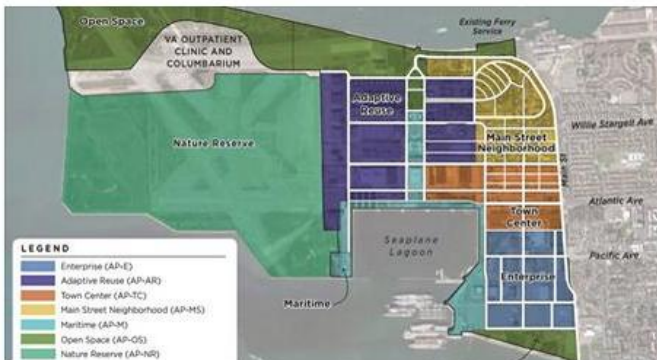 Open Space
Existing Ferry
Service
VA OUTPATIENT
CLINIC AND
COLUMBARIUM
Adaptive
Reuse
Willie Stargell Ave
Nature Reserve
Main Street
Neighborhood
Main St
Atlantic Ave
Town
Center
Seaplane
Lagoon
Pacific Ave
Enterprise
Maritime
LEGEND
Enterprise (AP-E)
Adaptive Reuse (AP-AR)
Town Center (AP-TC)
Main Street Neighborhood (AP-MS)
Maritime (AP-M)
Open Space (AP-OS)
Nature Reserve (AP-NR)